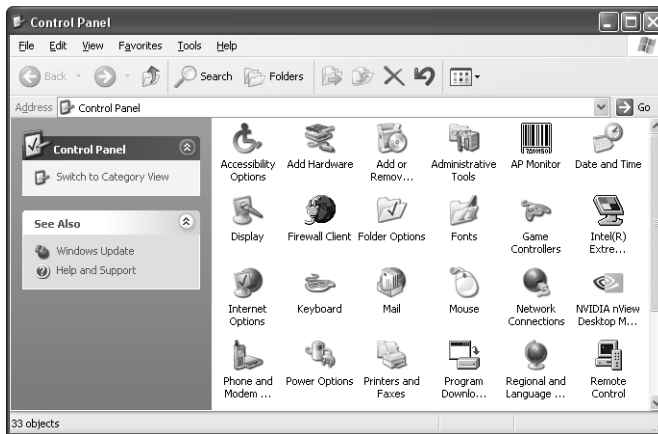 Control Panel
File Edit View Favorites Tools Help
Back Search Folders
Address Control Panel Go
Control Panel
Switch to Category View
See Also
Windows Update
Help and Support
Accessibility Options
Add Hardware
Add or Remov...
Administrative Tools
AP Monitor
Date and Time
Display
Firewall Client
Folder Options
Fonts
Game Controllers
Intel(R) Extre...
Internet Options
Keyboard
Mail
Mouse
Network Connections
NVIDIA nView Desktop M...
Phone and Modem ...
Power Options
Printers and Faxes
Program Downlo...
Regional and Language ...
Remote Control
33 objects